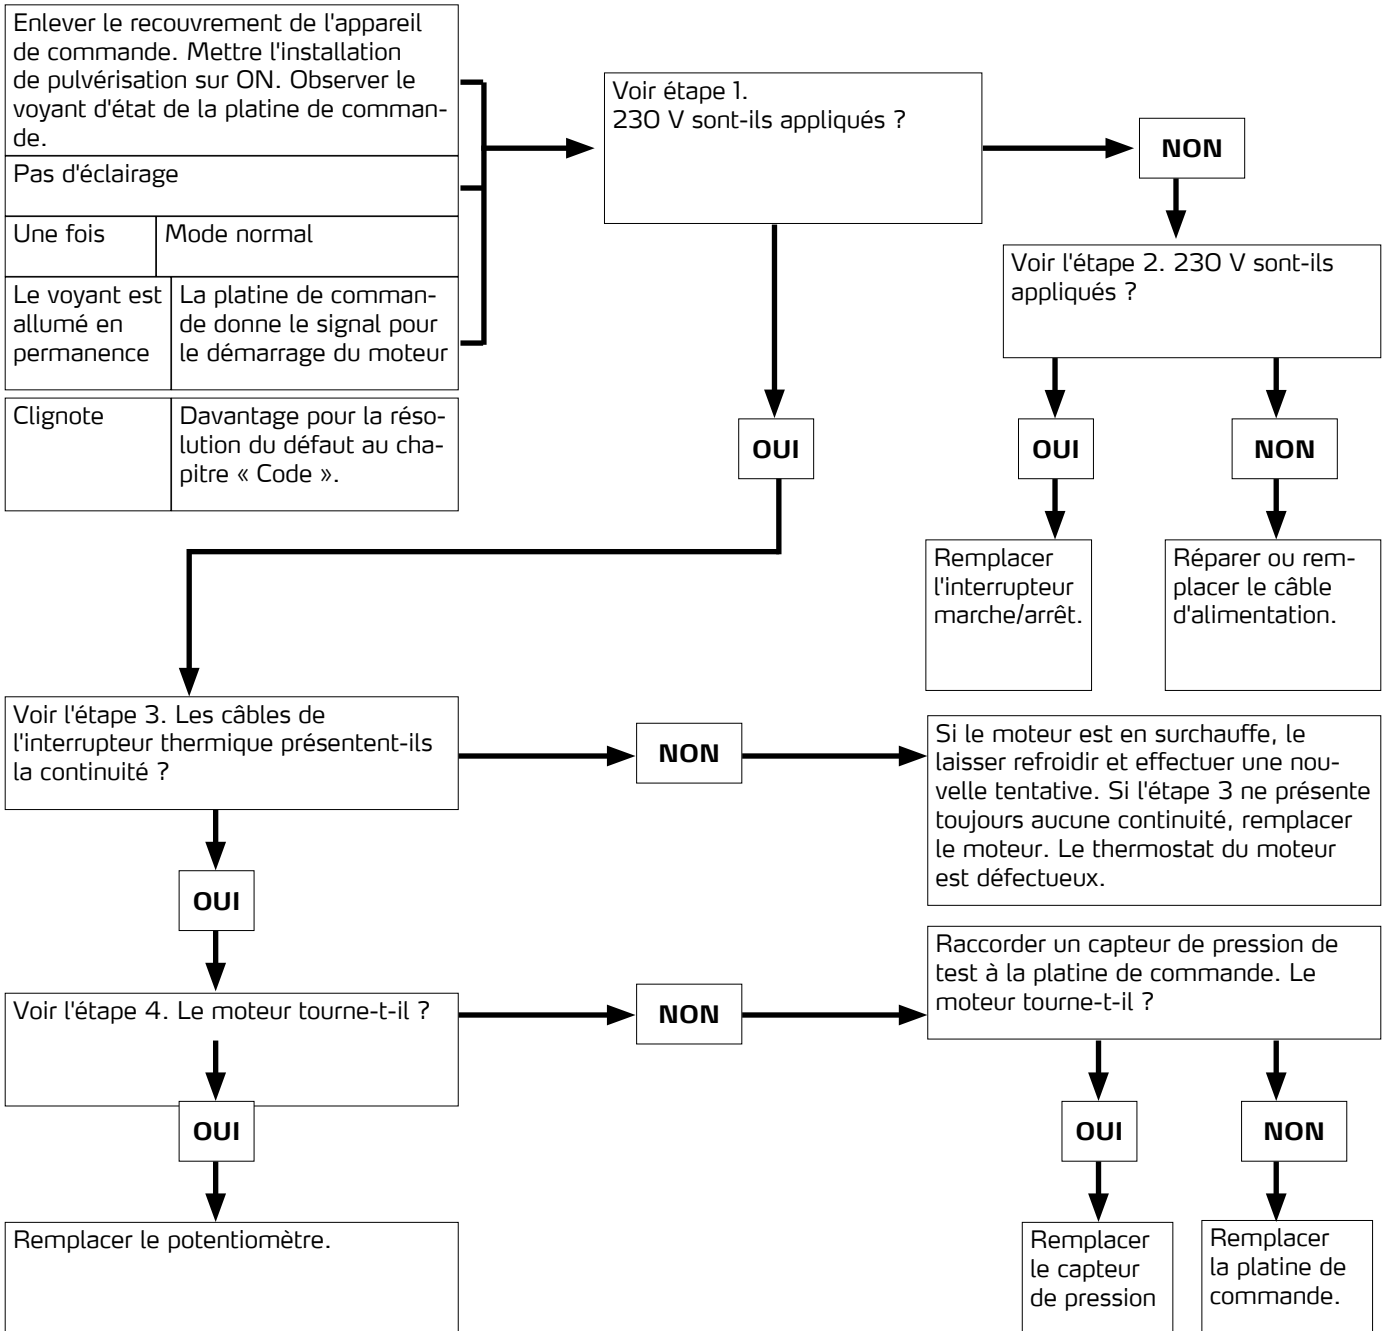 Enlever le recouvrement de l'appareil
de commande. Mettre l'installation
de pulvérisation sur ON. Observer le
voyant d'état de la platine de comman-
de.
Pas d'éclairage
Une fois
Mode normal
Le voyant est
allumé en
permanence
La platine de comman-
de donne le signal pour
le démarrage du moteur
Clignote
Davantage pour la réso-
lution du défaut au cha-
pitre « Code ».
Voir étape 1.
230 V sont-ils appliqués ?
NON
Voir l'étape 2. 230 V sont-ils
appliqués ?
OUI
OUI
NON
Remplacer
l'interrupteur
marche/arrêt.
Réparer ou rem-
placer le câble
d'alimentation.
Voir l'étape 3. Les câbles de
l'interrupteur thermique présentent-ils
la continuité ?
NON
Si le moteur est en surchauffe, le
laisser refroidir et effectuer une nou-
velle tentative. Si l'étape 3 ne présente
toujours aucune continuité, remplacer
le moteur. Le thermostat du moteur
est défectueux.
OUI
Voir l'étape 4. Le moteur tourne-t-il ?
NON
Raccorder un capteur de pression de
test à la platine de commande. Le
moteur tourne-t-il ?
OUI
OUI
NON
Remplacer le potentiomètre.
Remplacer
le capteur
de pression
Remplacer
la platine de
commande.